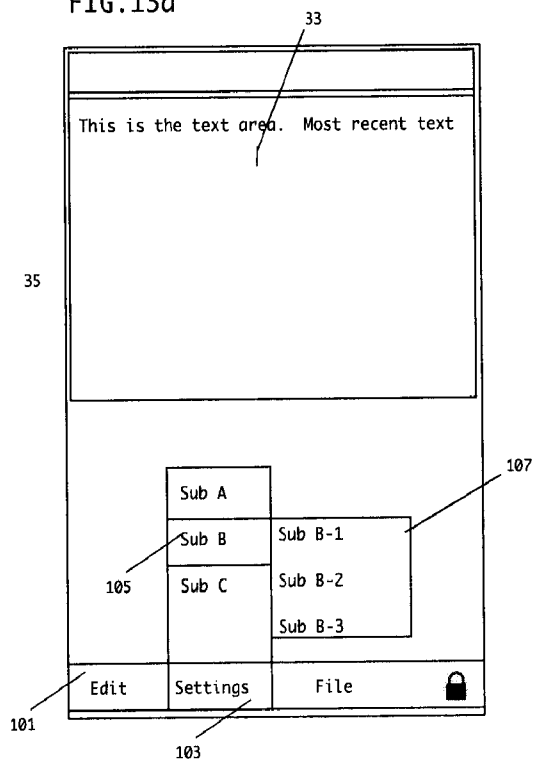 FIG.13a
33
This is the text area. Most recent text
35
107
Sub A
Sub B
Sub B-1
105
Sub C
Sub B-2
Sub B-3
Edit
Settings
File
101
103